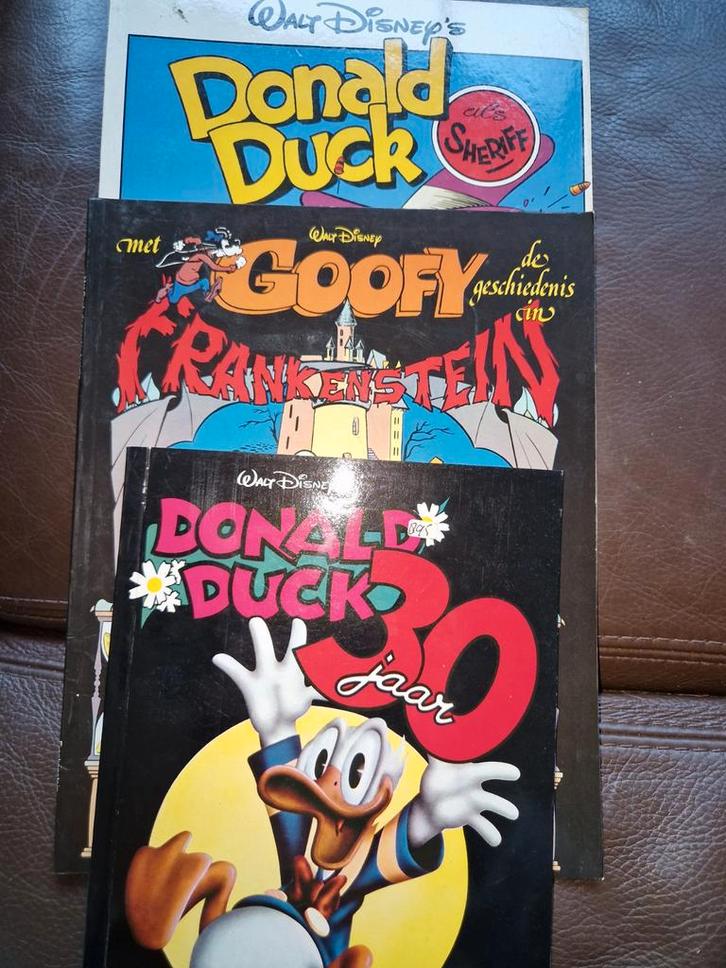 WALT DISNEY'S
Donald
Duck
als
SHERIFF
met
WALT DISNEY
GOOFY
de
geschiedenis
in
FRANKENSTEIN
WALT DISNEY
DONALD
DUCK 30
jaar